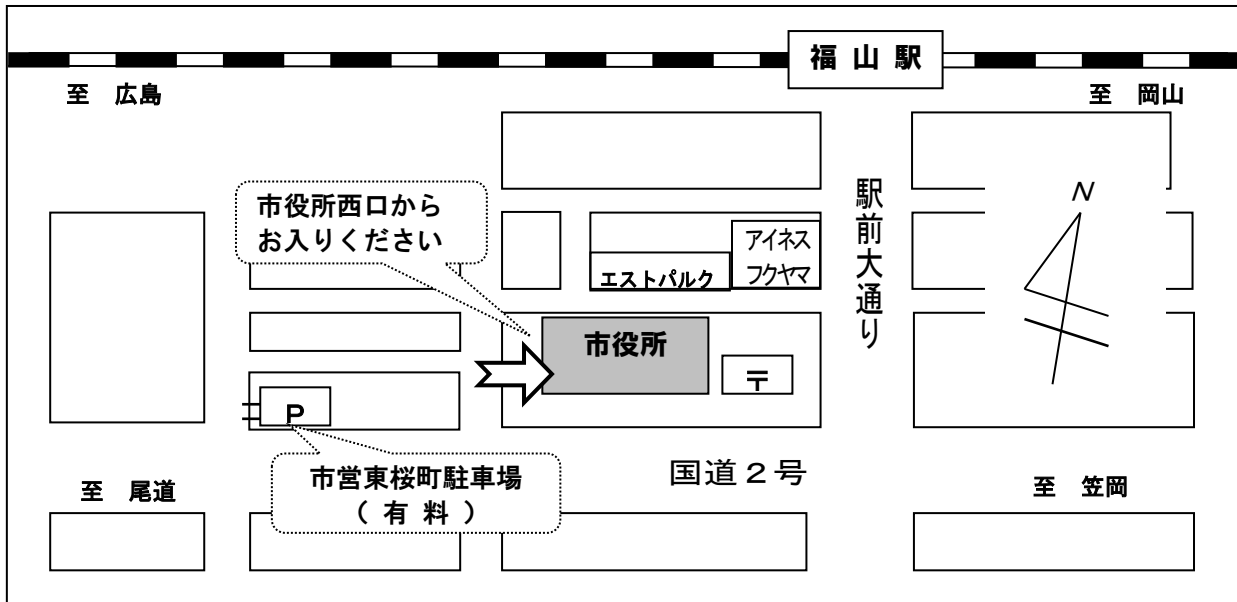 福山駅
至 広島
至 岡山
市役所西口から
お入りください
駅前大通り
N
アイネス
フクヤマ
エストパルク
市役所
〒
P
市営東桜町駐車場
(有料)
国道2号
至 尾道
至 笠岡